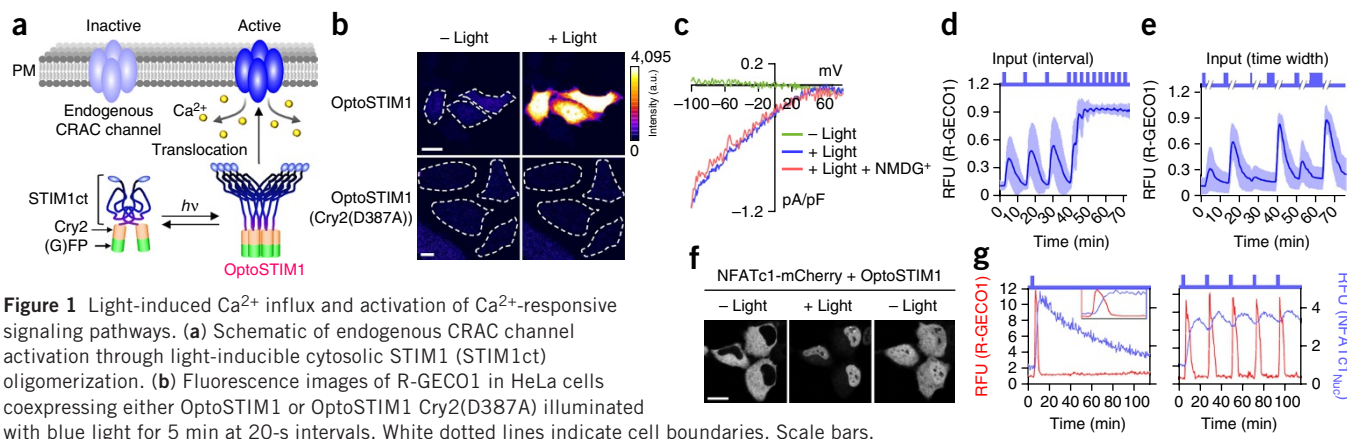 a
Inactive
Active
PM
Endogenous
CRAC channel
Ca²⁺
Translocation
STIM1ct
hν
Cry2
(G)FP
OptoSTIM1
b
– Light
+ Light
OptoSTIM1
OptoSTIM1
(Cry2(D387A))
4,095
Intensity (a.u.)
0
c
0.2
mV
–100
–80
–60
–40
–20
20
60
– Light
+ Light
+ Light + NMDG⁺
–1.2
pA/pF
d
Input (interval)
RFU (R-GECO1)
1.2
0.9
0.6
0.3
0
0
10
20
30
40
50
60
70
Time (min)
e
Input (time width)
RFU (R-GECO1)
1.2
0.9
0.6
0.3
0
0
10
20
30
40
50
60
70
Time (min)
f
NFATc1-mCherry + OptoSTIM1
– Light
+ Light
– Light
g
RFU (R-GECO1)
12
10
8
6
4
2
0
0
20
40
60
80
100
Time (min)
0
20
40
60
80
100
Time (min)
4
2
0
RFU (NFATc1Nuc)
Figure 1 Light-induced Ca²⁺ influx and activation of Ca²⁺-responsive
signaling pathways. (a) Schematic of endogenous CRAC channel
activation through light-inducible cytosolic STIM1 (STIM1ct)
oligomerization. (b) Fluorescence images of R-GECO1 in HeLa cells
coexpressing either OptoSTIM1 or OptoSTIM1 Cry2(D387A) illuminated
with blue light for 5 min at 20-s intervals. White dotted lines indicate cell boundaries. Scale bars,